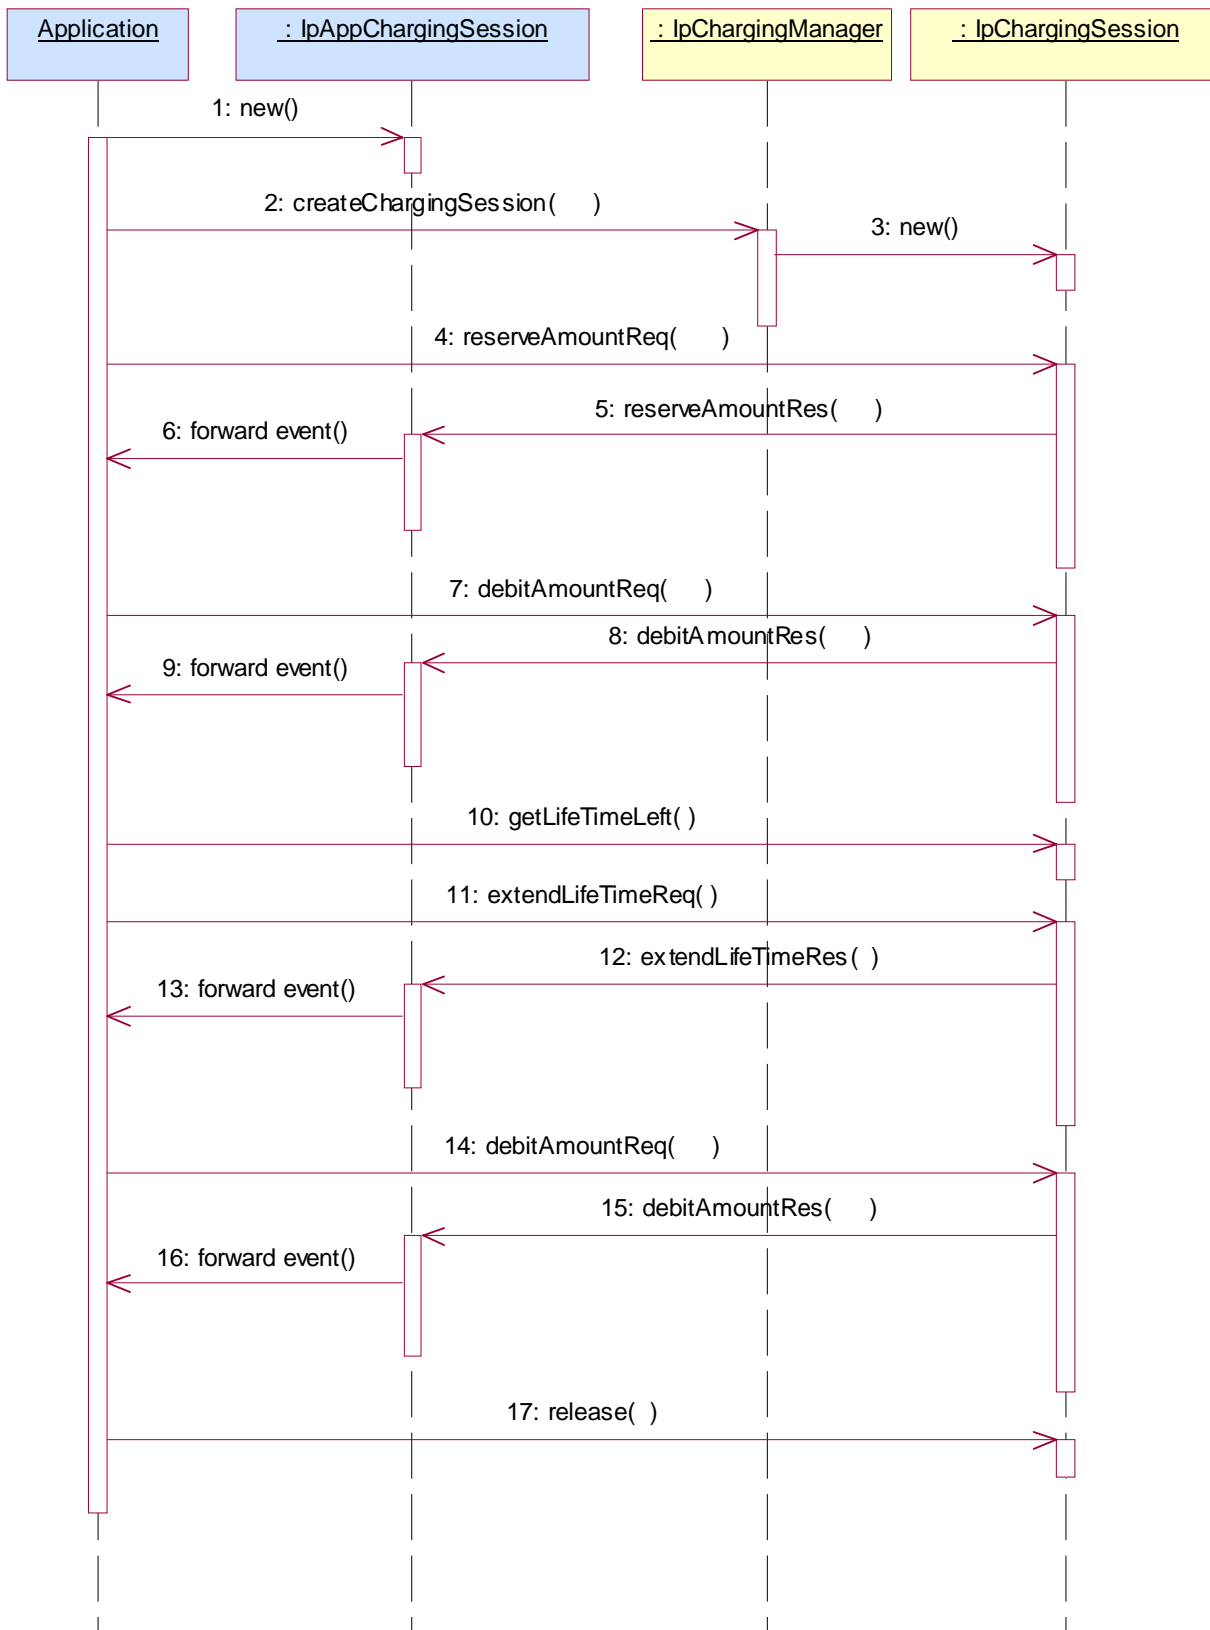 Application
: IpAppChargingSession
: IpChargingManager
: IpChargingSession
1: new()
2: createChargingSession( )
3: new()
4: reserveAmountReq( )
5: reserveAmountRes( )
6: forward event()
7: debitAmountReq( )
8: debitAmountRes( )
9: forward event()
10: getLifeTimeLeft( )
11: extendLifeTimeReq( )
12: extendLifeTimeRes( )
13: forward event()
14: debitAmountReq( )
15: debitAmountRes( )
16: forward event()
17: release( )